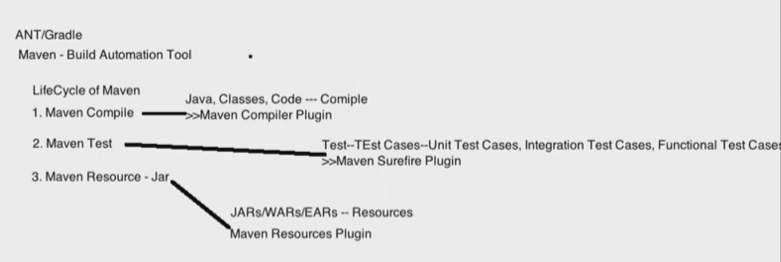 ANT/Gradle
Maven - Build Automation Tool
LifeCycle of Maven
Java, Classes, Code --- Comiple
1. Maven Compile
>>Maven Compiler Plugin
2. Maven Test
Test--TEst Cases--Unit Test Cases, Integration Test Cases, Functional Test Cases
>>Maven Surefire Plugin
3. Maven Resource - Jar
JARs/WARs/EARs -- Resources
Maven Resources Plugin